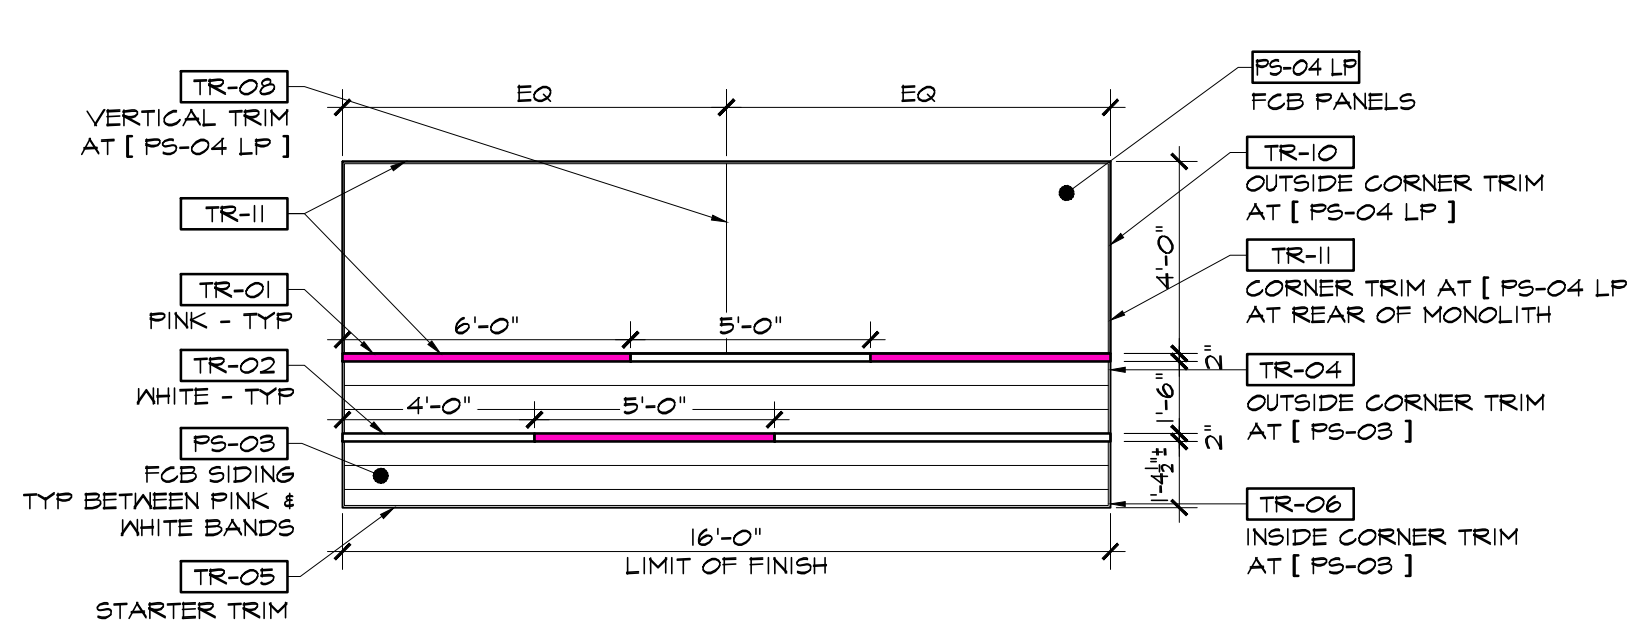 TR-08
VERTICAL TRIM
AT [ PS-04 LP ]
TR-11
TR-01
PINK - TYP
TR-02
WHITE - TYP
PS-03
FCB SIDING
TYP BETWEEN PINK &
WHITE BANDS
TR-05
STARTER TRIM
EQ
EQ
6'-0"
5'-0"
4'-0"
5'-0"
16'-0"
LIMIT OF FINISH
4'-0"
2"
1'-6"
2"
1'-4½"±
PS-04 LP
FCB PANELS
TR-10
OUTSIDE CORNER TRIM
AT [ PS-04 LP ]
TR-11
CORNER TRIM AT [ PS-04 LP
AT REAR OF MONOLITH
TR-04
OUTSIDE CORNER TRIM
AT [ PS-03 ]
TR-06
INSIDE CORNER TRIM
AT [ PS-03 ]